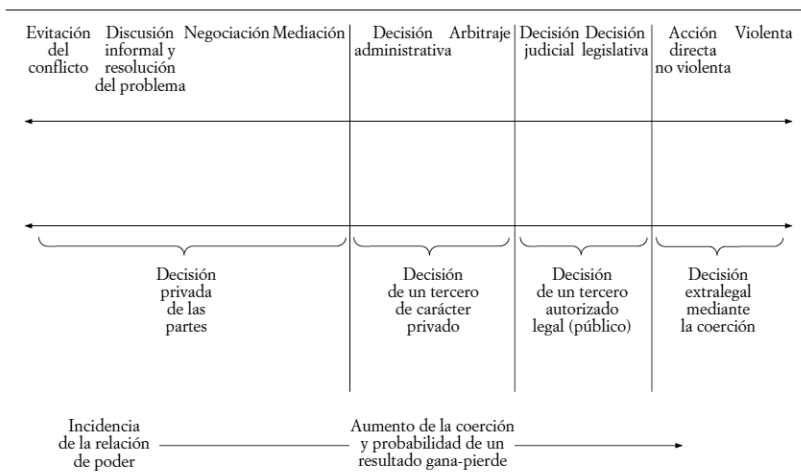 Evitación
del
conflicto
Discusión
informal y
resolución
del problema
Negociación
Mediación
Decisión
administrativa
Arbitraje
Decisión
judicial
Decisión
legislativa
Acción
directa
no violenta
Violenta
Decisión
privada
de las
partes
Decisión
de un tercero
de carácter
privado
Decisión
de un tercero
autorizado
legal (público)
Decisión
extralegal
mediante
la coerción
Incidencia
de la relación
de poder
Aumento de la coerción
y probabilidad de un
resultado gana-pierde